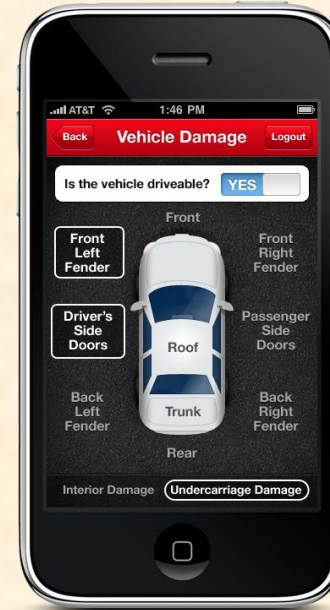 AT&T 1:46 PM
Back Vehicle Damage Logout
Is the vehicle driveable? YES
Front
Front
Left
Fender
Front
Right
Fender
Driver's
Side
Doors
Roof
Passenger
Side
Doors
Back
Left
Fender
Trunk
Back
Right
Fender
Rear
Interior Damage Undercarriage Damage